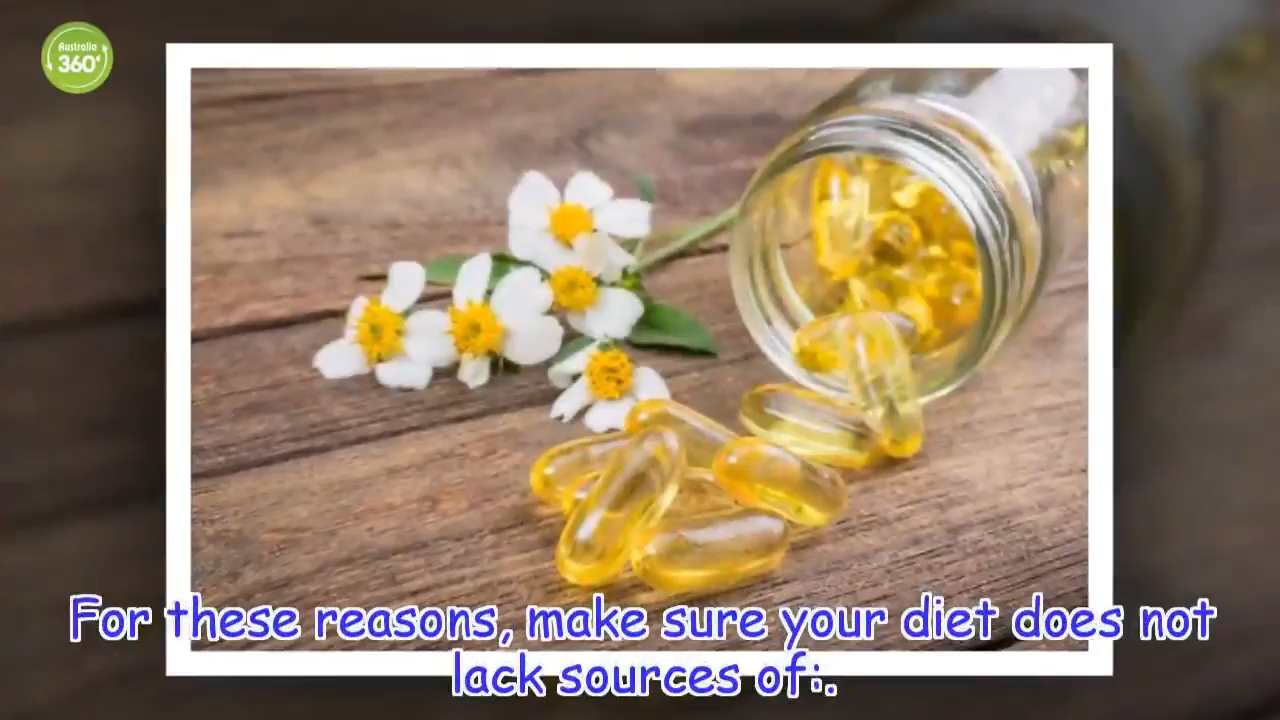 Australia
360°
For these reasons, make sure your diet does not
lack sources of:.